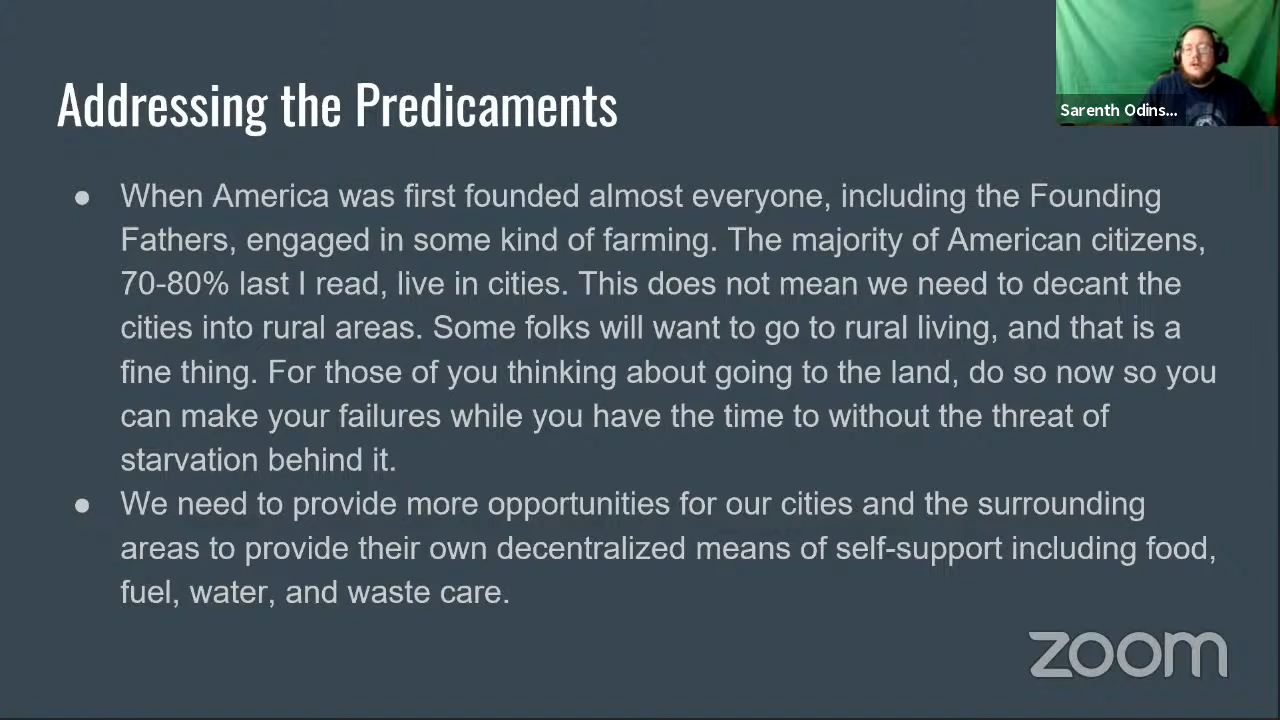 Addressing the Predicaments
Sarenth Odins...
● When America was first founded almost everyone, including the Founding
Fathers, engaged in some kind of farming. The majority of American citizens,
70-80% last I read, live in cities. This does not mean we need to decant the
cities into rural areas. Some folks will want to go to rural living, and that is a
fine thing. For those of you thinking about going to the land, do so now so you
can make your failures while you have the time to without the threat of
starvation behind it.
● We need to provide more opportunities for our cities and the surrounding
areas to provide their own decentralized means of self-support including food,
fuel, water, and waste care.
zoom